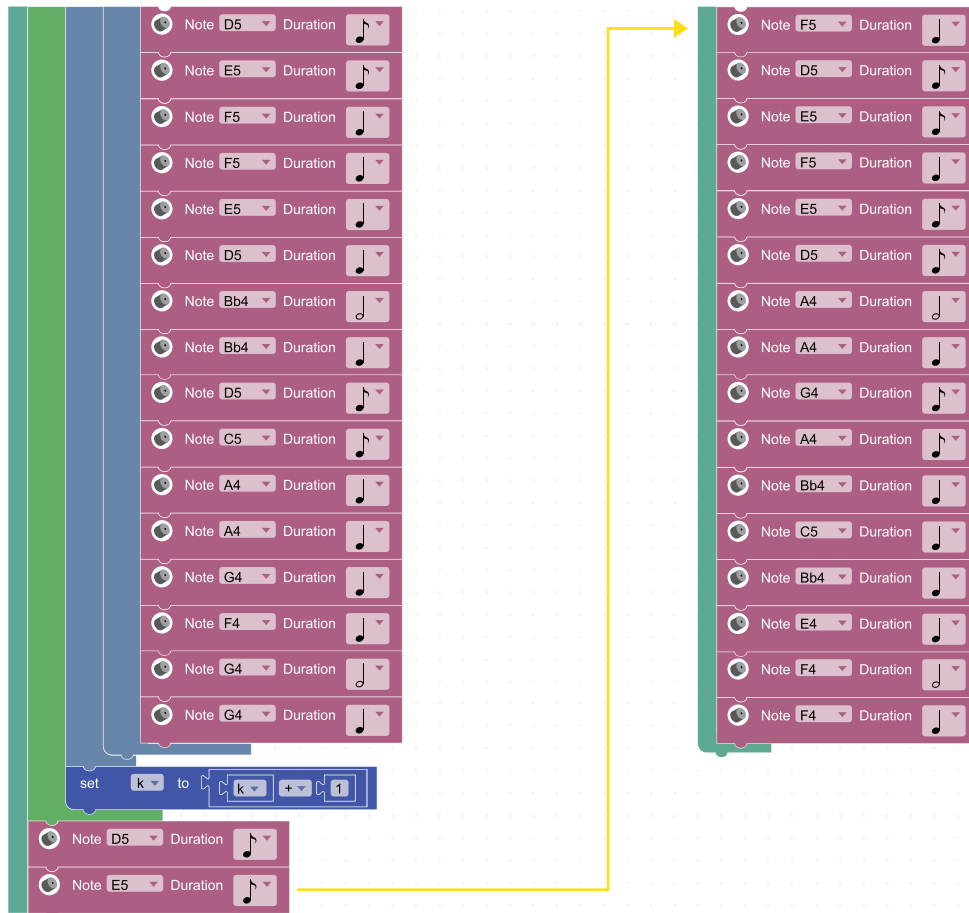 Note D5 Duration
Note E5 Duration
Note F5 Duration
Note F5 Duration
Note E5 Duration
Note D5 Duration
Note Bb4 Duration
Note Bb4 Duration
Note D5 Duration
Note C5 Duration
Note A4 Duration
Note A4 Duration
Note G4 Duration
Note F4 Duration
Note G4 Duration
Note G4 Duration
set k to k + 1
Note D5 Duration
Note E5 Duration
Note F5 Duration
Note D5 Duration
Note E5 Duration
Note F5 Duration
Note E5 Duration
Note D5 Duration
Note A4 Duration
Note A4 Duration
Note G4 Duration
Note A4 Duration
Note Bb4 Duration
Note C5 Duration
Note Bb4 Duration
Note E4 Duration
Note F4 Duration
Note F4 Duration